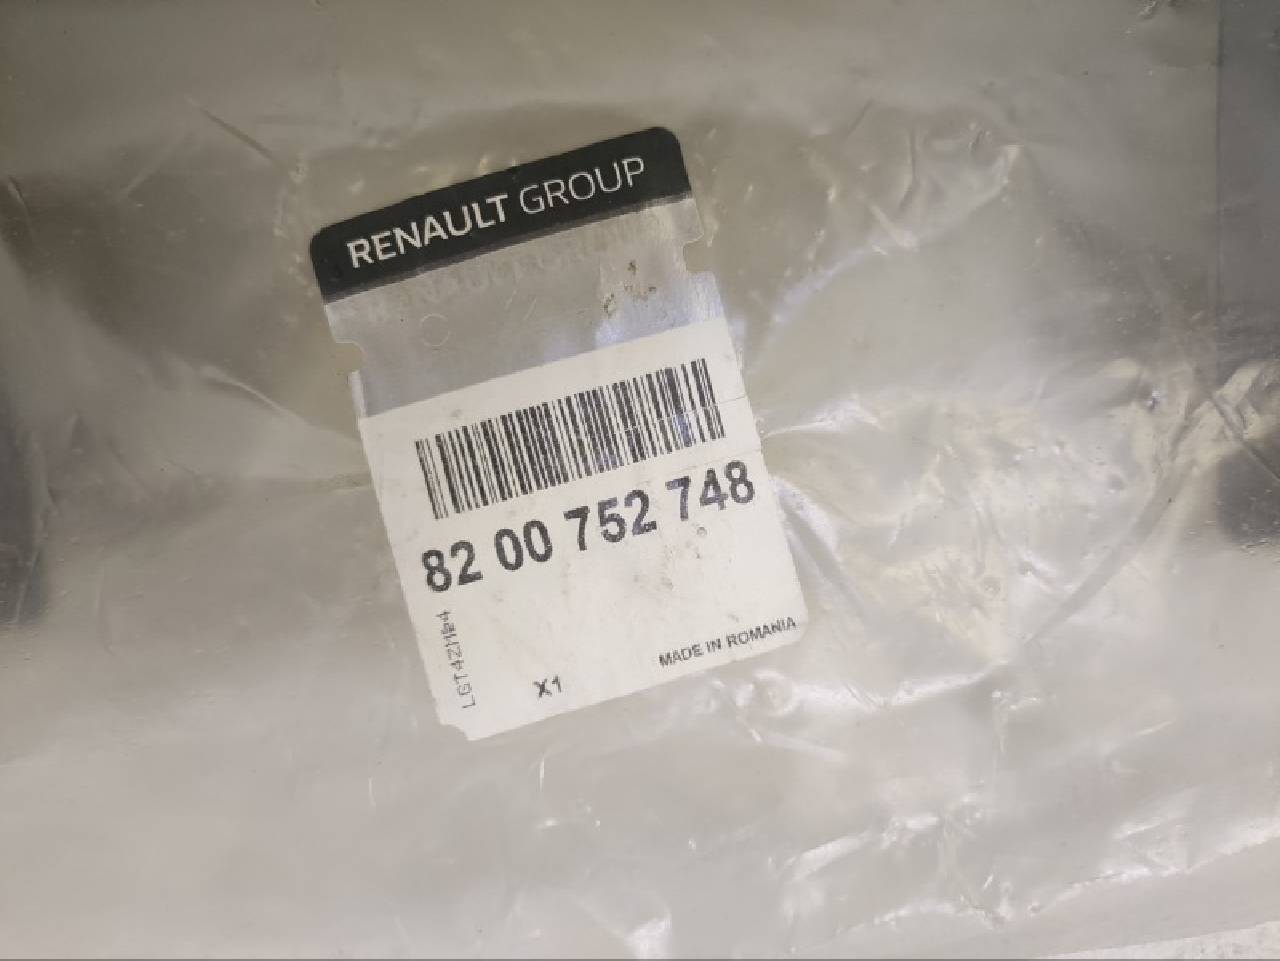 RENAULT GROUP
82 00 752 748
X1
MADE IN ROMANIA